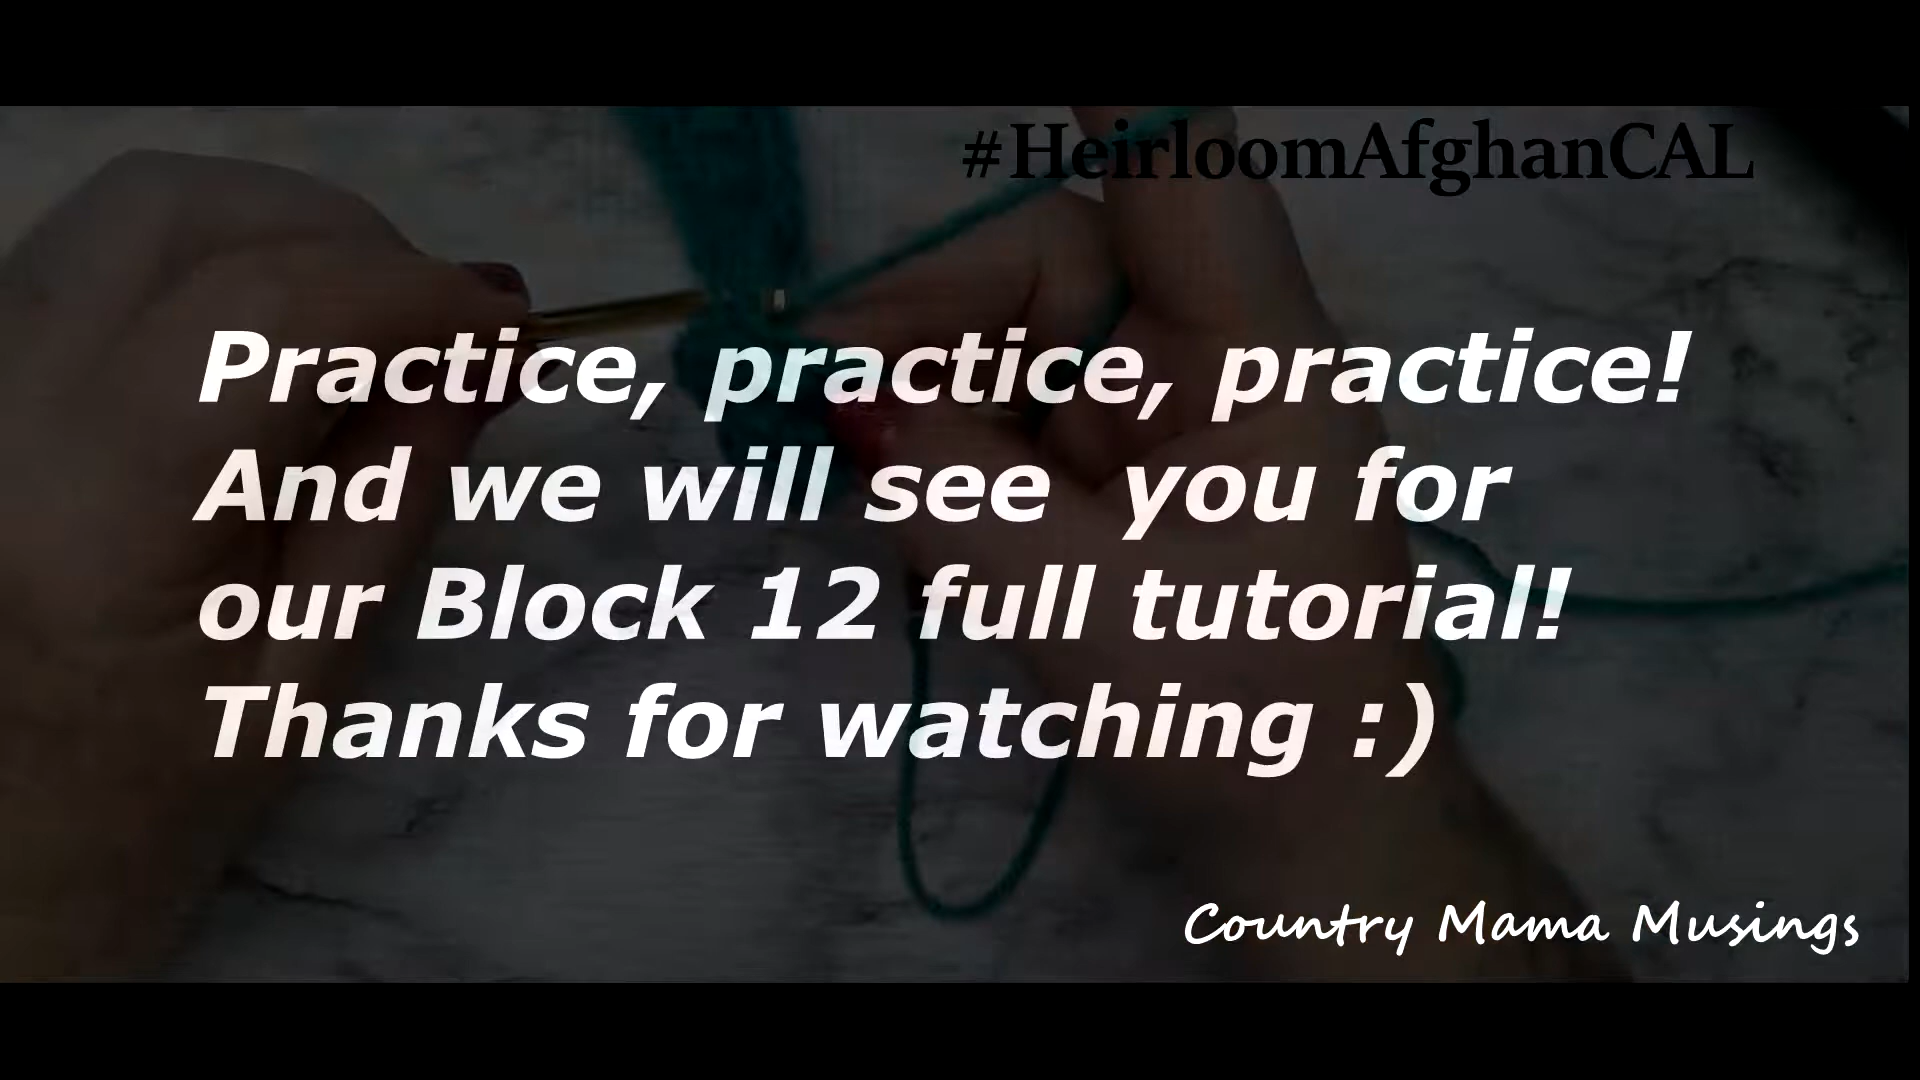 #HeirloomAfghanCAL
Practice, practice, practice!
And we will see  you for
our Block 12 full tutorial!
Thanks for watching :)
Country Mama Musings